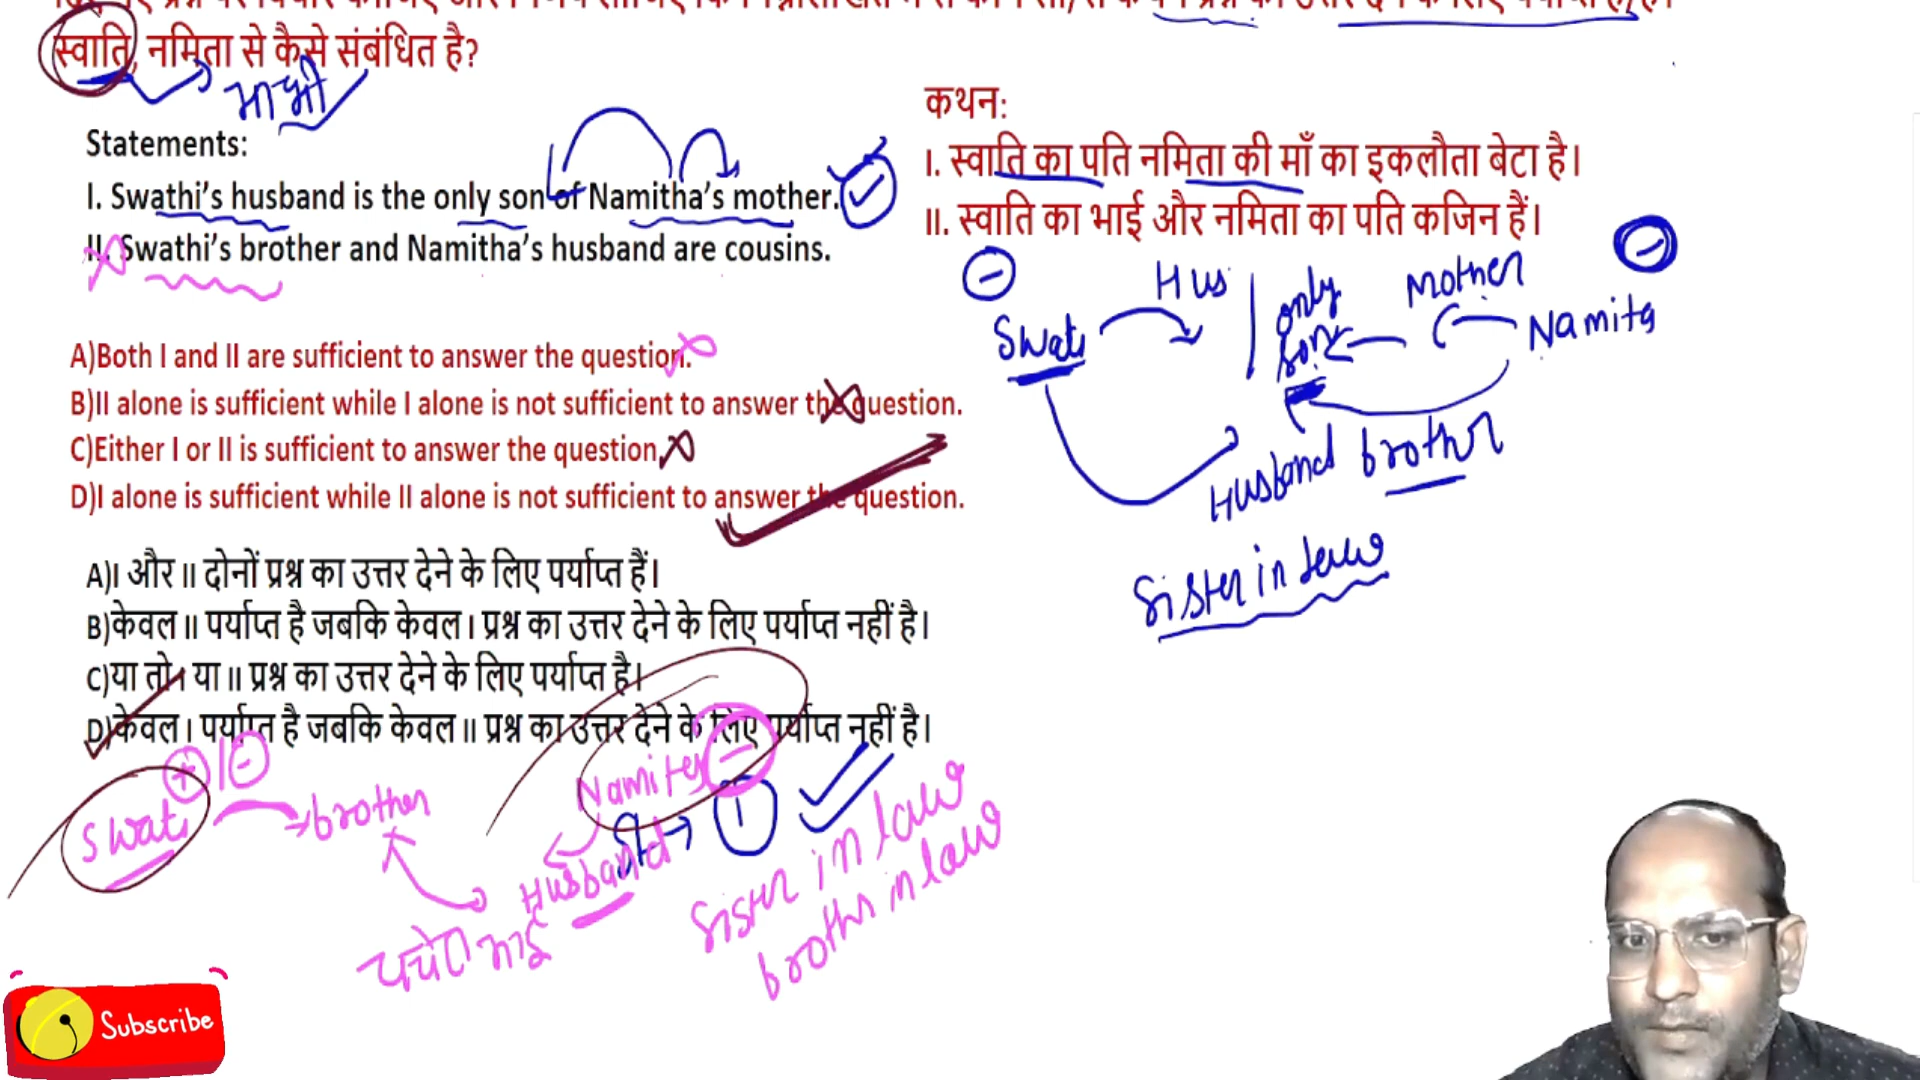 स्वाति, नमिता से कैसे संबंधित है?
भाभी
Statements:
I. Swathi's husband is the only son of Namitha's mother.
II. Swathi's brother and Namitha's husband are cousins.
A)Both I and II are sufficient to answer the question.
B)II alone is sufficient while I alone is not sufficient to answer the question.
C)Either I or II is sufficient to answer the question.
D)I alone is sufficient while II alone is not sufficient to answer the question.
A)I और II दोनों प्रश्न का उत्तर देने के लिए पर्याप्त हैं।
B)केवल II पर्याप्त है जबकि केवल I प्रश्न का उत्तर देने के लिए पर्याप्त नहीं है।
C)या तो I या II प्रश्न का उत्तर देने के लिए पर्याप्त है।
D)केवल I पर्याप्त है जबकि केवल II प्रश्न का उत्तर देने के लिए पर्याप्त नहीं है।
कथन:
I. स्वाति का पति नमिता की माँ का इकलौता बेटा है।
II. स्वाति का भाई और नमिता का पति कजिन हैं।
Hus only son Mother
Swati Namita
Husband brother
Sister in law
Swati + / - brother Namita -
Husband
चचेरा भाई
Sister in law
brother in law
Subscribe